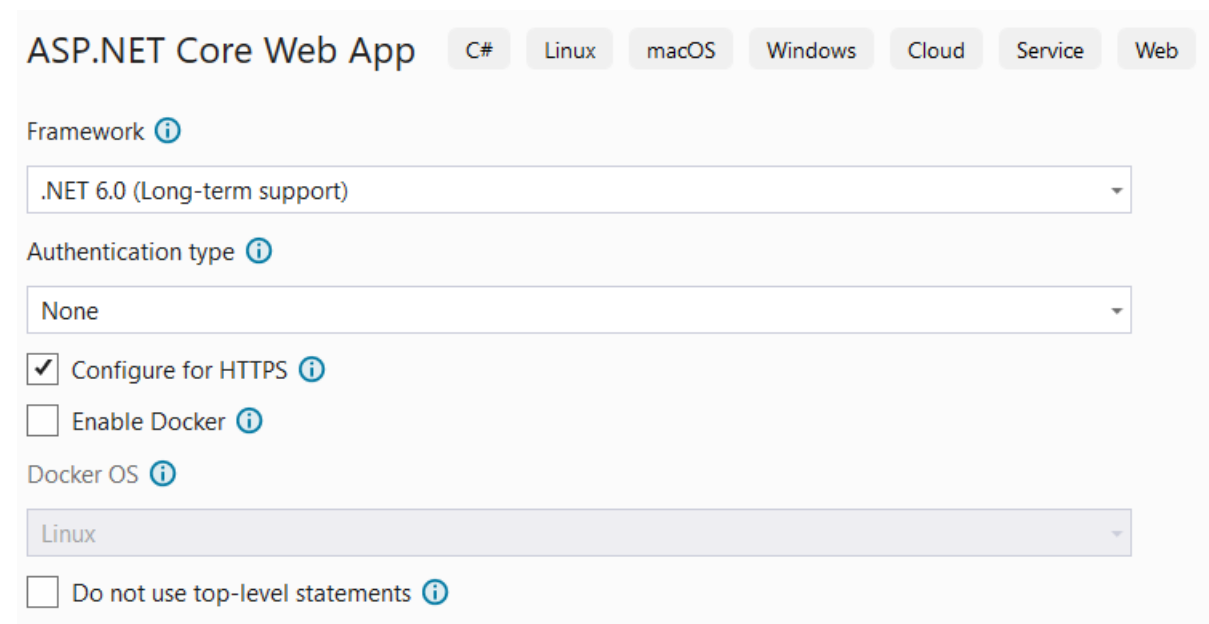 ASP.NET Core Web App C# Linux macOS Windows Cloud Service Web
Framework
.NET 6.0 (Long-term support)
Authentication type
None
Configure for HTTPS
Enable Docker
Docker OS
Linux
Do not use top-level statements